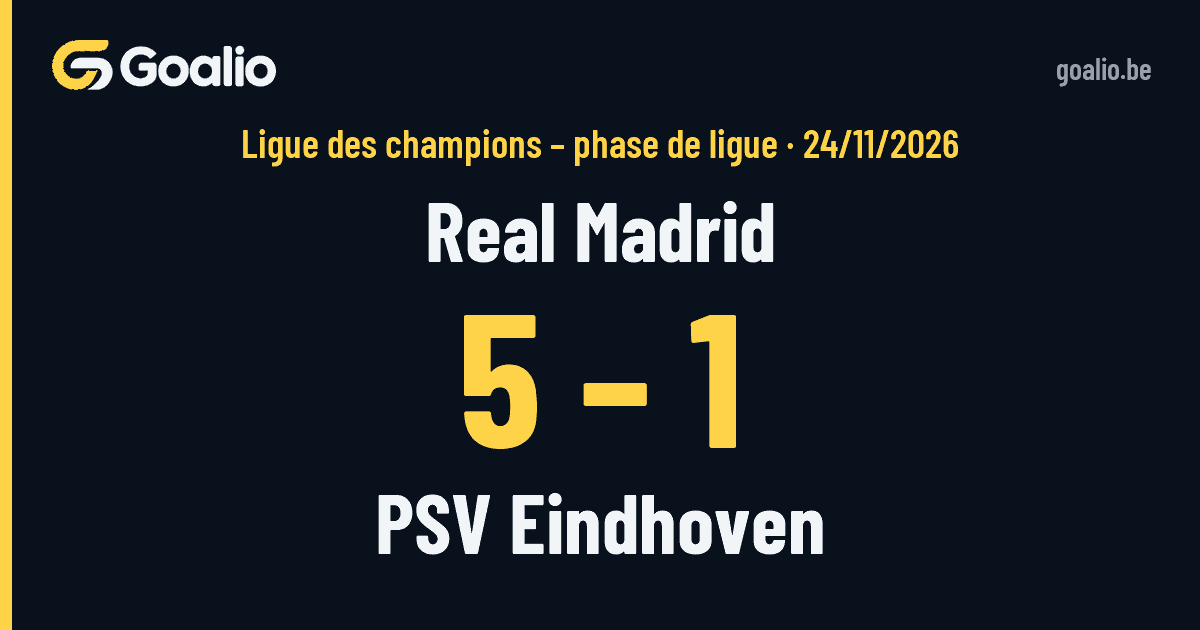 Goalio
goalio.be
Ligue des champions – phase de ligue · 24/11/2026
Real Madrid
5 – 1
PSV Eindhoven